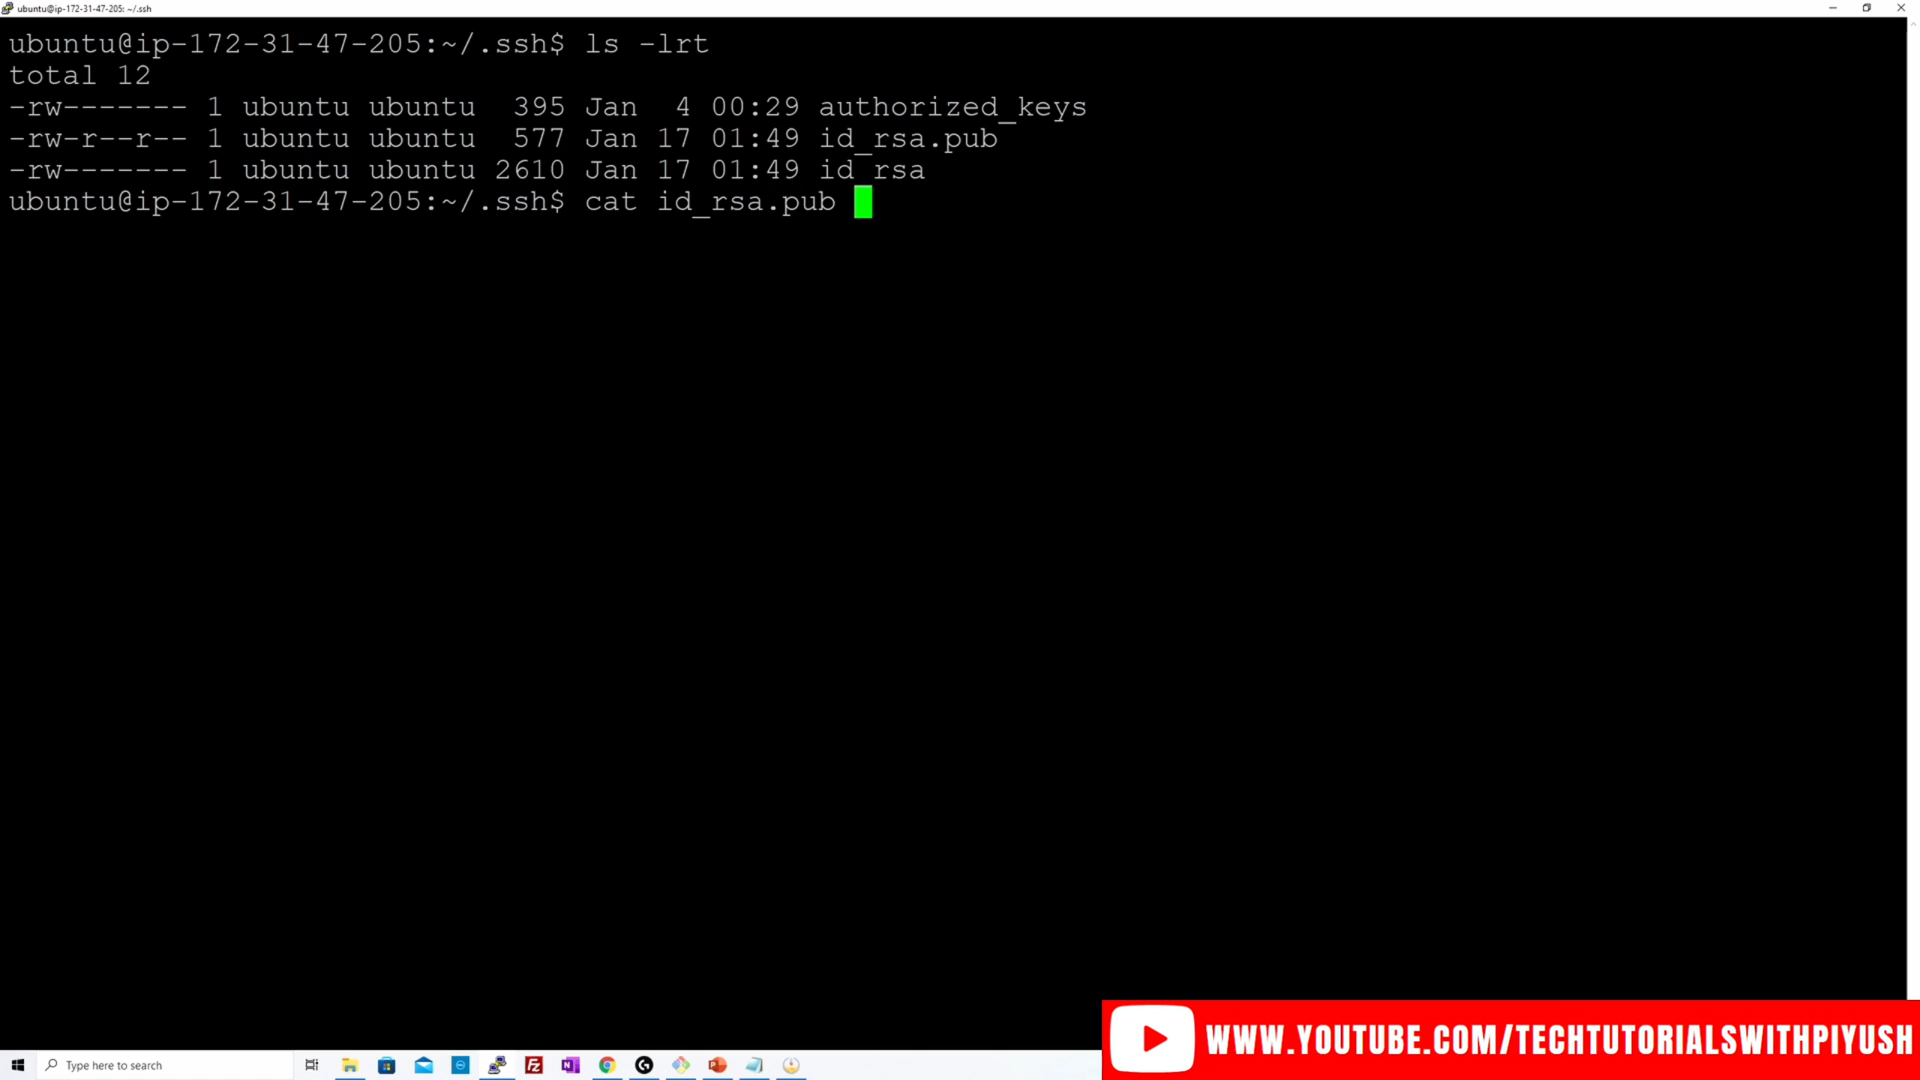 ubuntu@ip-172-31-47-205: ~/.ssh
ubuntu@ip-172-31-47-205:~/.ssh$ ls -lrt
total 12
-rw------- 1 ubuntu ubuntu  395 Jan  4 00:29 authorized_keys
-rw-r--r-- 1 ubuntu ubuntu  577 Jan 17 01:49 id_rsa.pub
-rw------- 1 ubuntu ubuntu 2610 Jan 17 01:49 id_rsa
ubuntu@ip-172-31-47-205:~/.ssh$ cat id_rsa.pub
WWW.YOUTUBE.COM/TECHTUTORIALSWITHPIYUSH
Type here to search